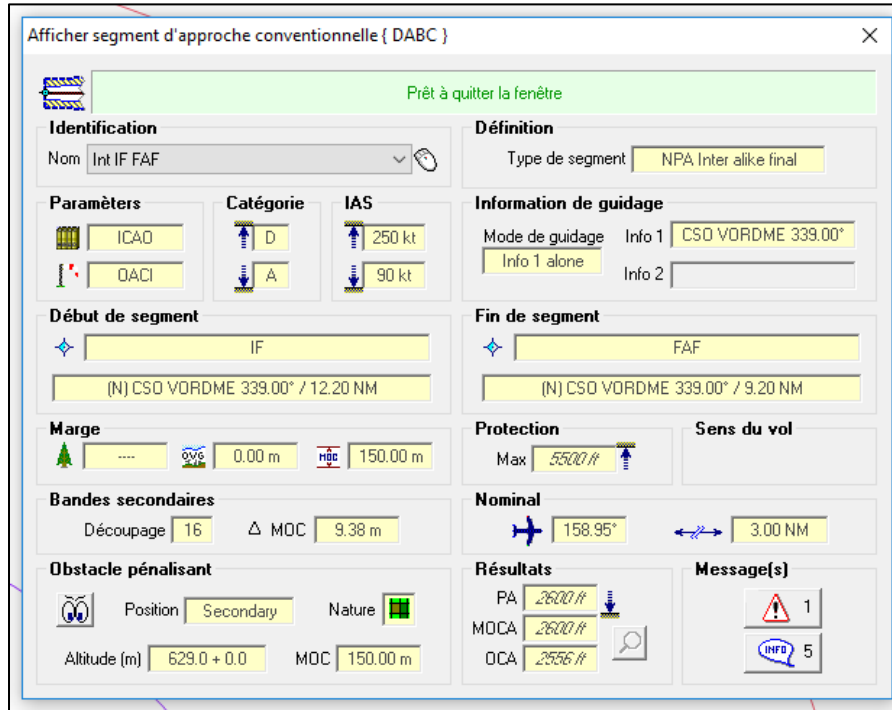 Afficher segment d'approche conventionnelle { DABC }
Prêt à quitter la fenêtre
Identification
Nom Int IF FAF
Définition
Type de segment NPA Inter alike final
Paramèters
ICAO
OACI
Catégorie
D
A
IAS
250 kt
90 kt
Information de guidage
Mode de guidage Info 1 CSO VORDME 339.00°
Info 1 alone
Info 2
Début de segment
IF
(N) CSO VORDME 339.00° / 12.20 NM
Fin de segment
FAF
(N) CSO VORDME 339.00° / 9.20 NM
Marge
---- OVG 0.00 m MOC 150.00 m
Protection
Max 5500 ft
Sens du vol
Bandes secondaires
Découpage 16 Δ MOC 9.38 m
Nominal
158.95° 3.00 NM
Obstacle pénalisant
Position Secondary Nature
Altitude (m) 629.0 + 0.0 MOC 150.00 m
Résultats
PA 2600 ft
MOCA 2600 ft
OCA 2556 ft
Message(s)
1
INFO 5